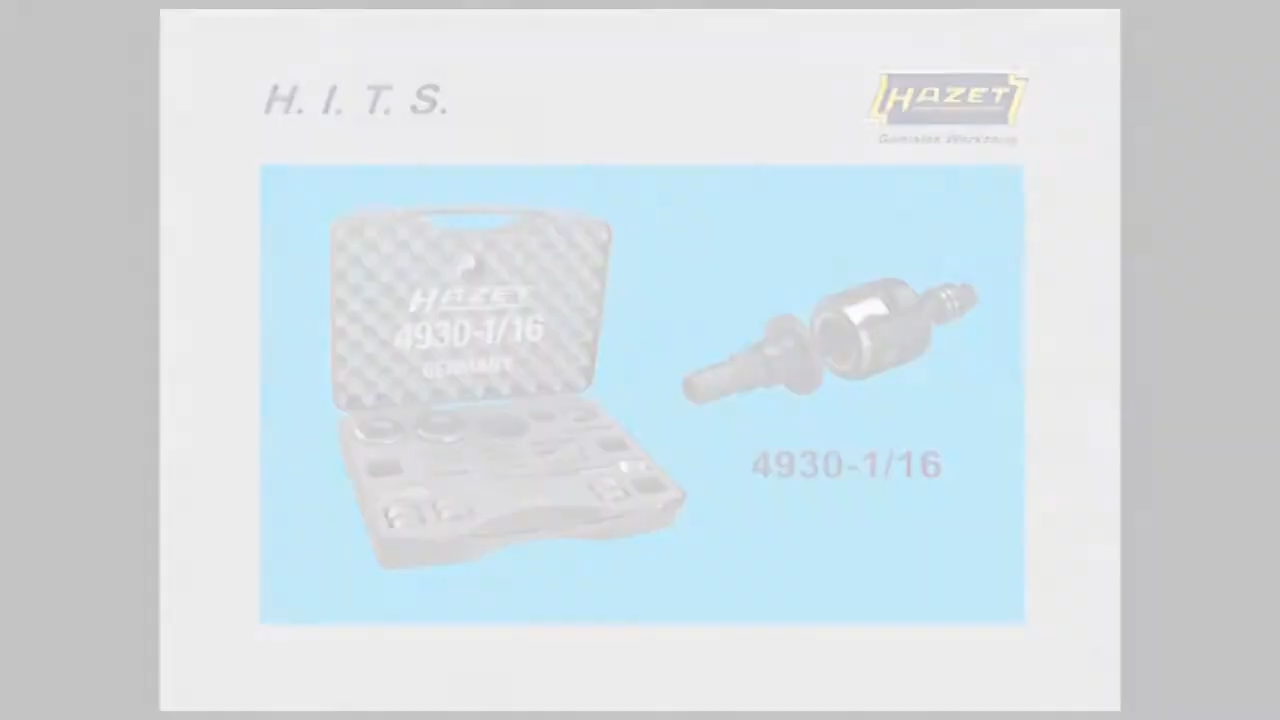 H. I. T. S.
HAZET
HAZET
4930-1/16
GERMANY
4930-1/16